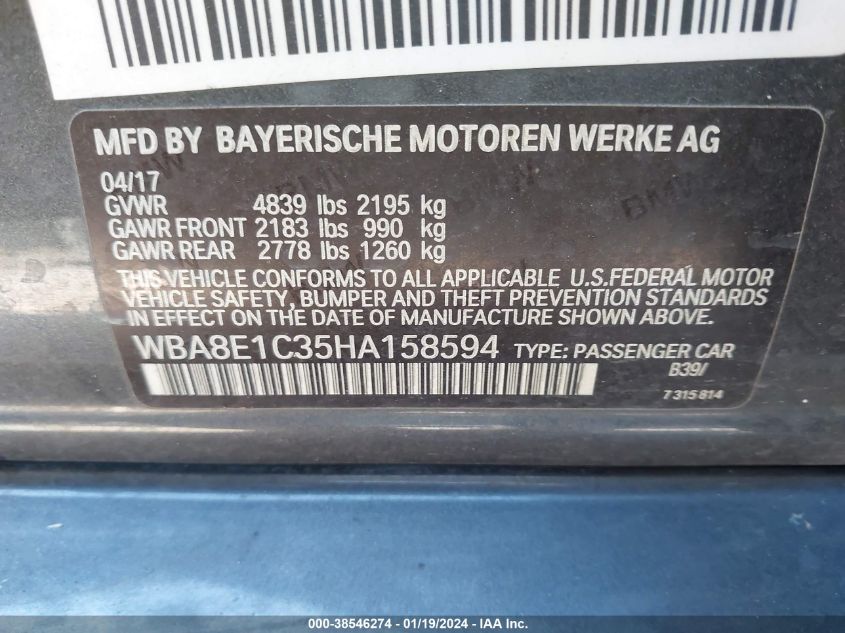 MFD BY BAYERISCHE MOTOREN WERKE AG
04/17
GVWR 4839 lbs 2195 kg
GAWR FRONT 2183 lbs 990 kg
GAWR REAR 2778 lbs 1260 kg
THIS VEHICLE CONFORMS TO ALL APPLICABLE U.S.FEDERAL MOTOR
VEHICLE SAFETY, BUMPER AND THEFT PREVENTION STANDARDS
IN EFFECT ON THE DATE OF MANUFACTURE SHOWN ABOVE.
WBA8E1C35HA158594 TYPE: PASSENGER CAR
B39/
7315814
000-38546274 - 01/19/2024 - IAA Inc.